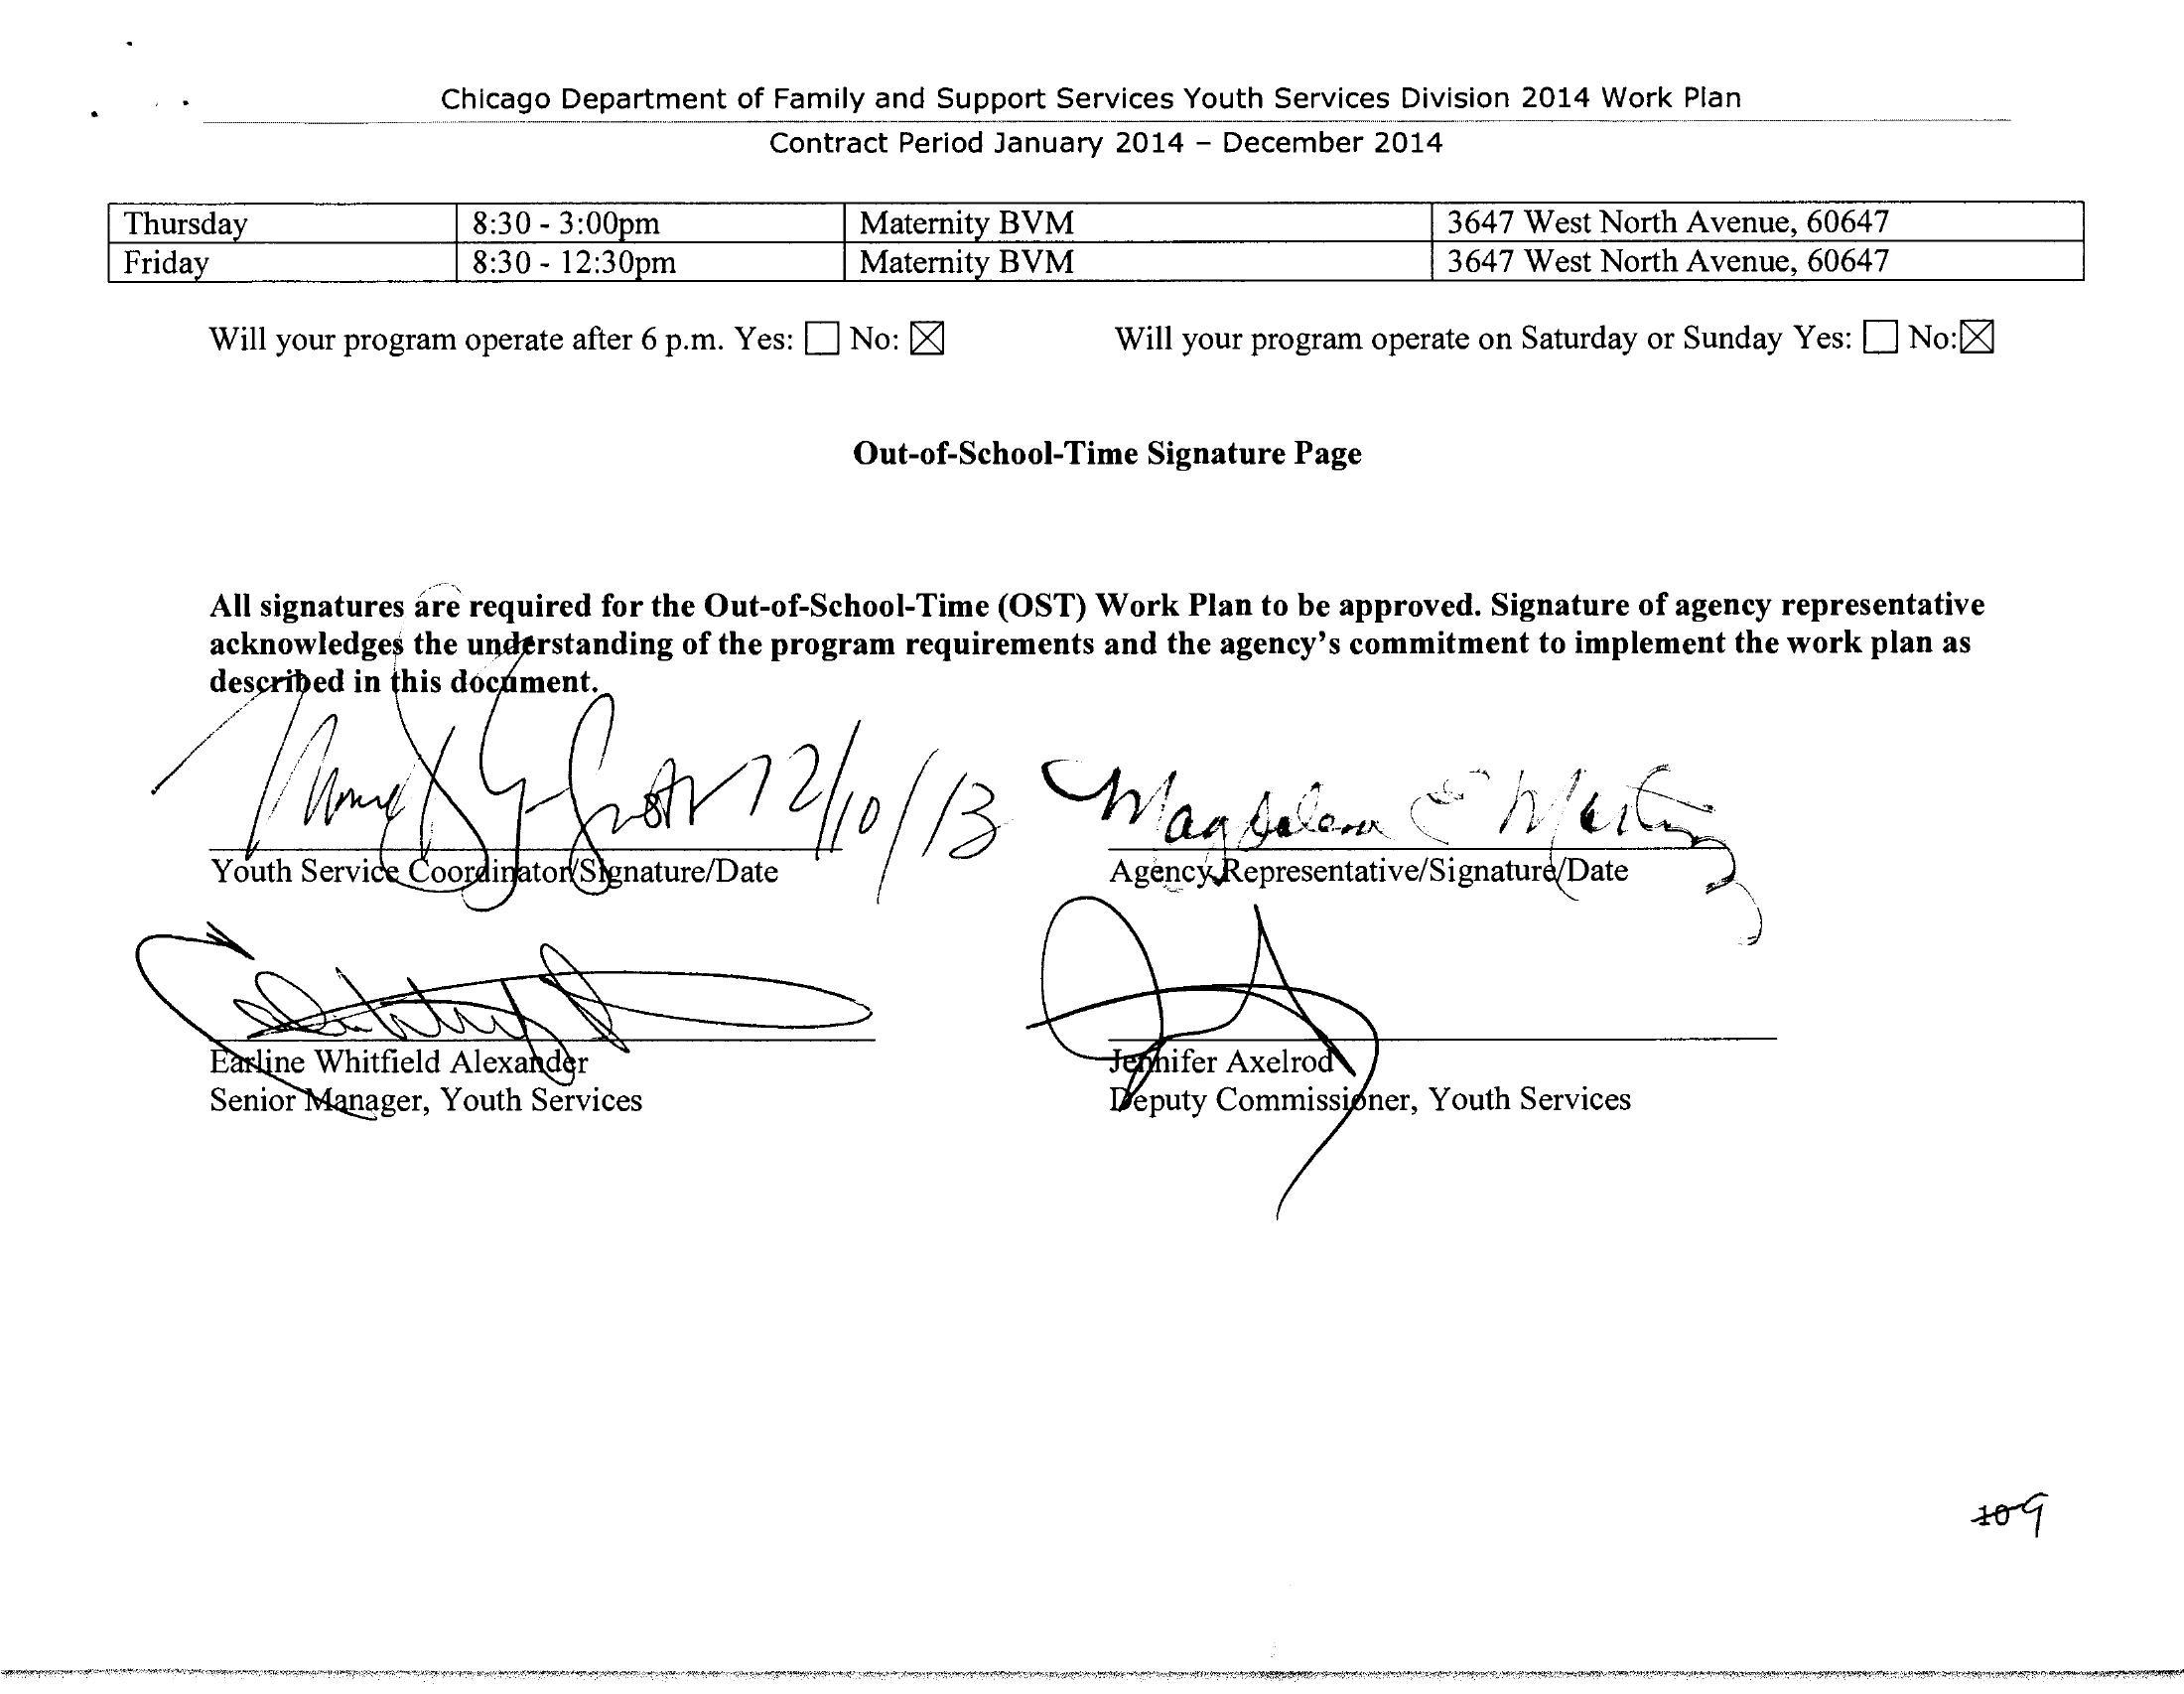 Chicago Department of Family and Support Services Youth Services Division 2014 Work Plan
Contract Period January 2014 – December 2014
Thursday 8:30 - 3:00pm Maternity BVM 3647 West North Avenue, 60647
Friday 8:30 - 12:30pm Maternity BVM 3647 West North Avenue, 60647
Will your program operate after 6 p.m. Yes: ☐ No: ☒ Will your program operate on Saturday or Sunday Yes: ☐ No:☒
Out-of-School-Time Signature Page
All signatures are required for the Out-of-School-Time (OST) Work Plan to be approved. Signature of agency representative
acknowledges the understanding of the program requirements and the agency's commitment to implement the work plan as
described in this document.
12/10/13 Magdalena
Youth Service Coordinator/Signature/Date Agency Representative/Signature/Date
Earline Whitfield Alexander Jennifer Axelrod
Senior Manager, Youth Services Deputy Commissioner, Youth Services
10 9